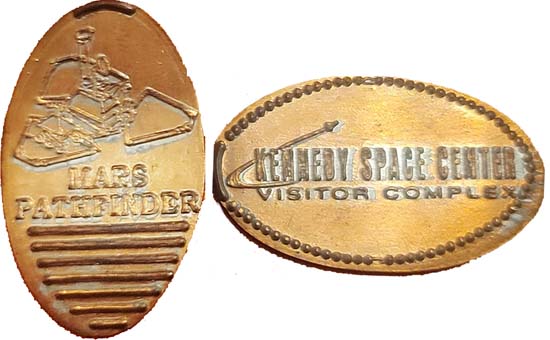 MARS
PATHFINDER
KENNEDY SPACE CENTER
VISITOR COMPLEX